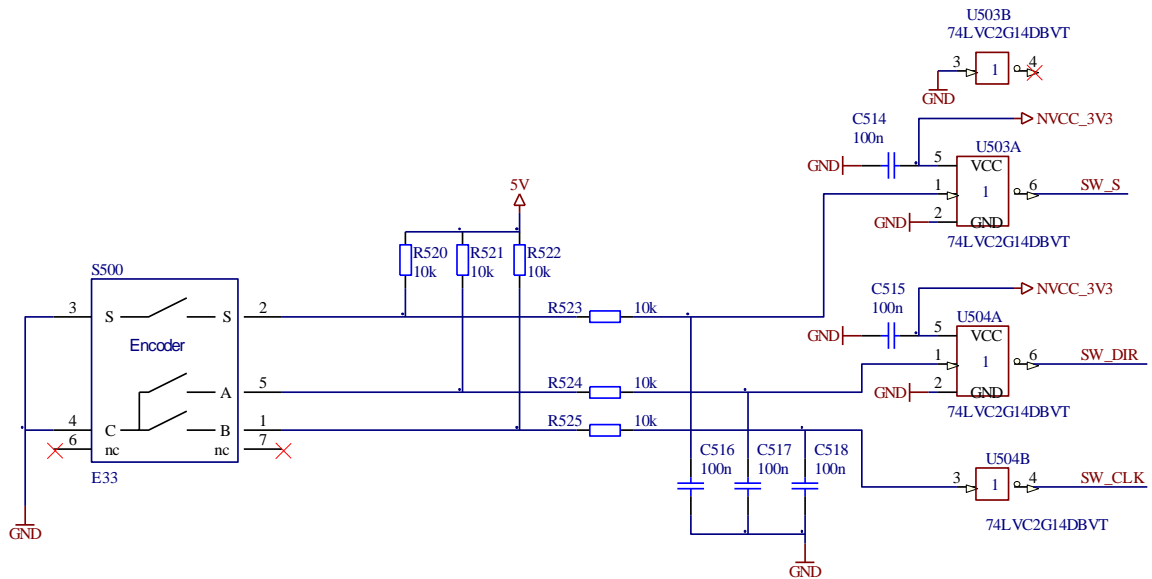 U503B
74LVC2G14DBVT
3
1
4
GND
C514
100n
NVCC_3V3
U503A
GND
5
VCC
1
1
6
SW_S
GND
2
GND
74LVC2G14DBVT
5V
R520
10k
R521
10k
R522
10k
S500
3
S
S
2
Encoder
5
A
4
C
B
1
6
nc
nc
7
E33
GND
R523
10k
R524
10k
R525
10k
C515
100n
NVCC_3V3
U504A
GND
5
VCC
1
1
6
SW_DIR
GND
2
GND
74LVC2G14DBVT
C516
100n
C517
100n
C518
100n
GND
U504B
3
1
4
SW_CLK
74LVC2G14DBVT